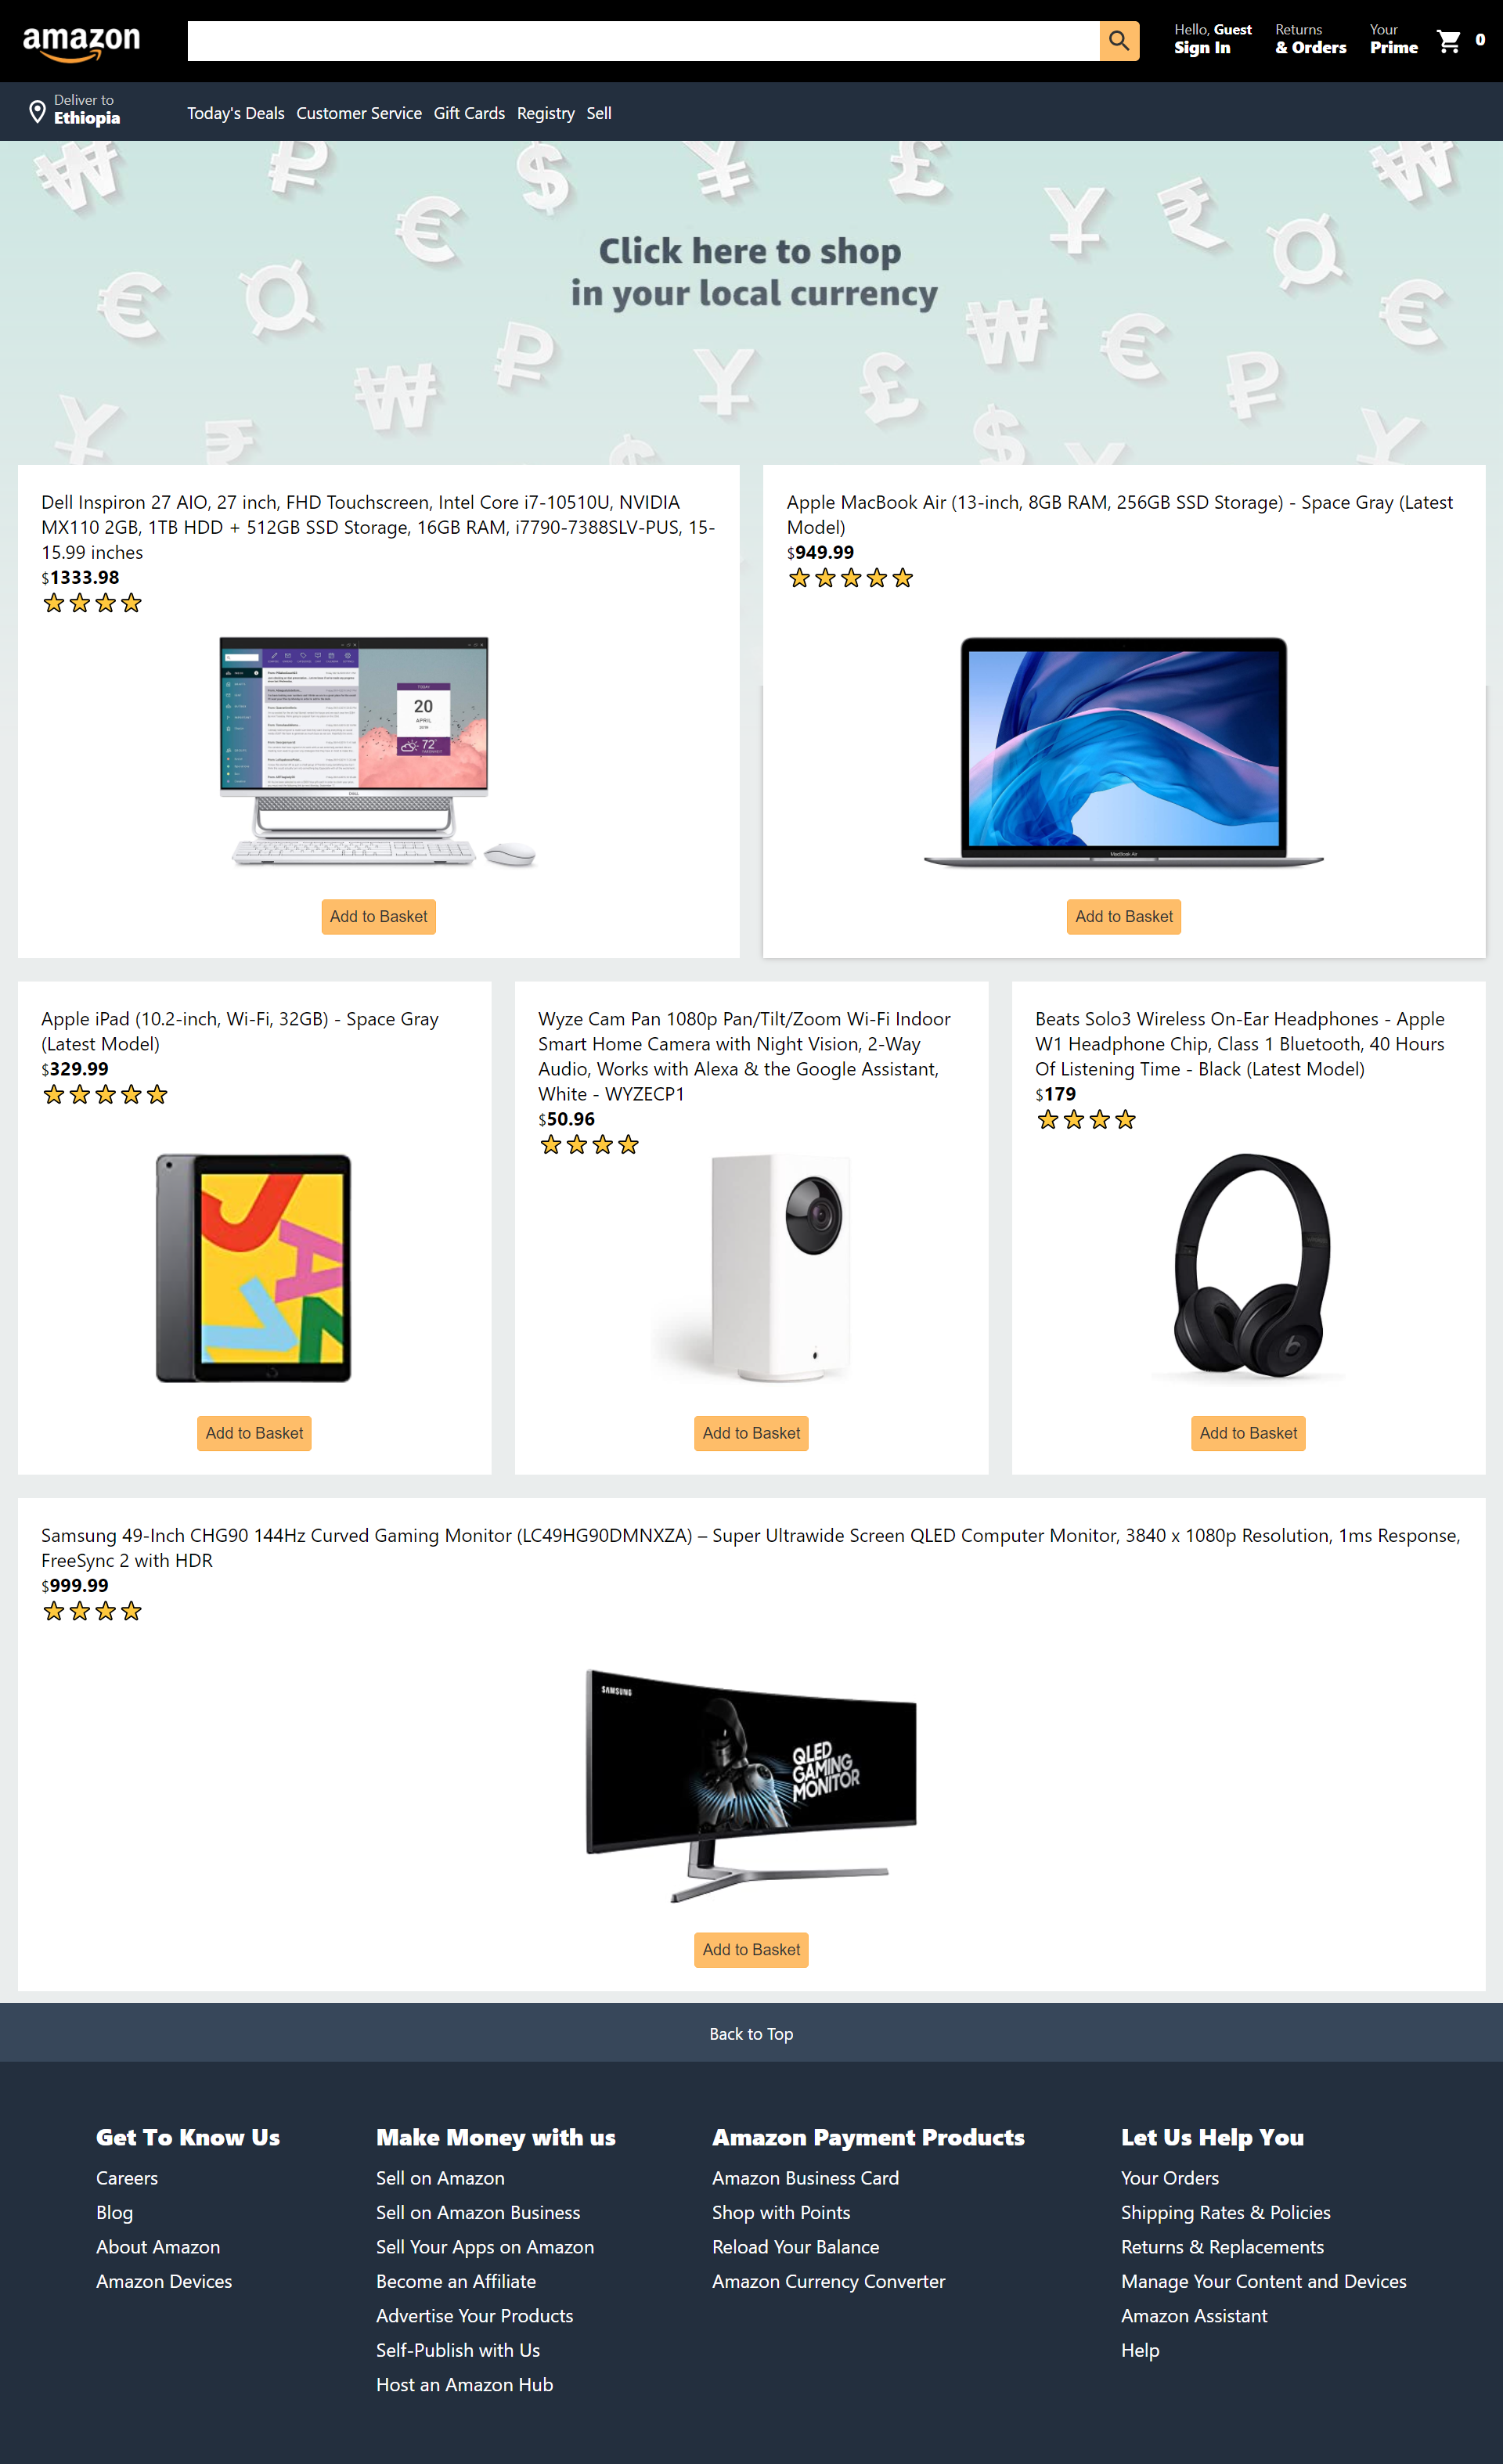 amazon
Hello, Guest
Sign In
Returns
& Orders
Your
Prime
0
Deliver to
Ethiopia
Today's Deals
Customer Service
Gift Cards
Registry
Sell
Click here to shop
in your local currency
Dell Inspiron 27 AIO, 27 inch, FHD Touchscreen, Intel Core i7-10510U, NVIDIA
MX110 2GB, 1TB HDD + 512GB SSD Storage, 16GB RAM, i7790-7388SLV-PUS, 15-
15.99 inches
$1333.98
TODAY
20
APRIL
72°
DELL
Add to Basket
Apple MacBook Air (13-inch, 8GB RAM, 256GB SSD Storage) - Space Gray (Latest
Model)
$949.99
MacBook Air
Add to Basket
Apple iPad (10.2-inch, Wi-Fi, 32GB) - Space Gray
(Latest Model)
$329.99
Add to Basket
Wyze Cam Pan 1080p Pan/Tilt/Zoom Wi-Fi Indoor
Smart Home Camera with Night Vision, 2-Way
Audio, Works with Alexa & the Google Assistant,
White - WYZECP1
$50.96
Add to Basket
Beats Solo3 Wireless On-Ear Headphones - Apple
W1 Headphone Chip, Class 1 Bluetooth, 40 Hours
Of Listening Time - Black (Latest Model)
$179
b
Add to Basket
Samsung 49-Inch CHG90 144Hz Curved Gaming Monitor (LC49HG90DMNXZA) – Super Ultrawide Screen QLED Computer Monitor, 3840 x 1080p Resolution, 1ms Response,
FreeSync 2 with HDR
$999.99
SAMSUNG
QLED
GAMING
MONITOR
Add to Basket
Back to Top
Get To Know Us
Careers
Blog
About Amazon
Amazon Devices
Make Money with us
Sell on Amazon
Sell on Amazon Business
Sell Your Apps on Amazon
Become an Affiliate
Advertise Your Products
Self-Publish with Us
Host an Amazon Hub
Amazon Payment Products
Amazon Business Card
Shop with Points
Reload Your Balance
Amazon Currency Converter
Let Us Help You
Your Orders
Shipping Rates & Policies
Returns & Replacements
Manage Your Content and Devices
Amazon Assistant
Help